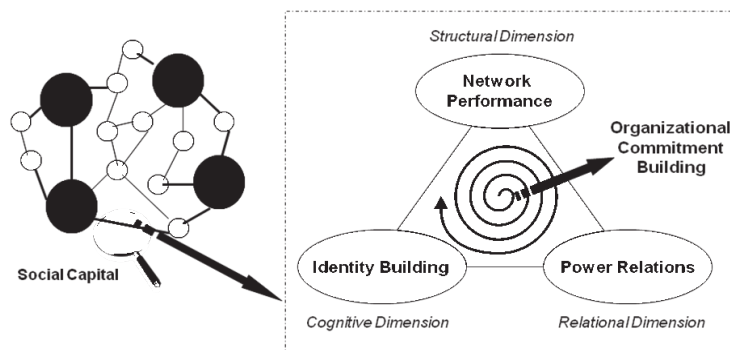 Structural Dimension
Network
Performance
Organizational
Commitment
Building
Identity Building
Power Relations
Social Capital
Cognitive Dimension
Relational Dimension